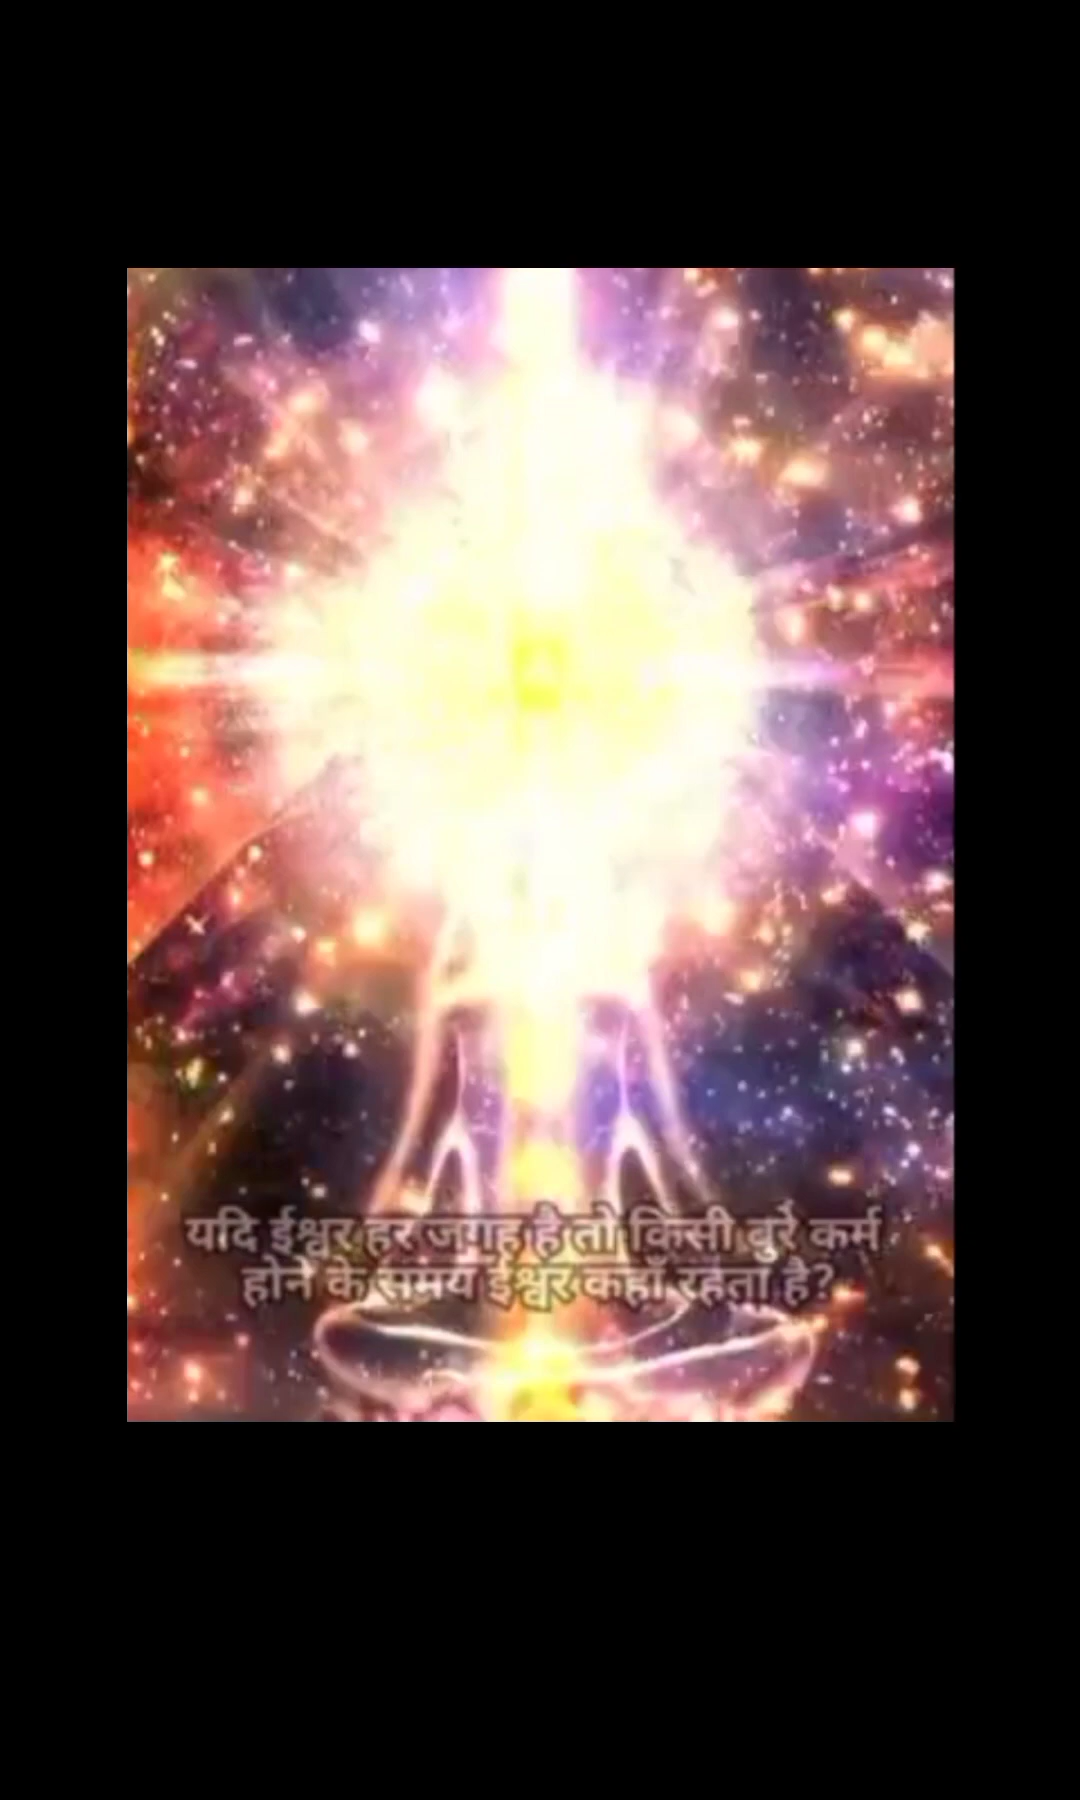 यदि ईश्वर हर जगह है तो किसी बुरे कर्म
होने के समय ईश्वर कहाँ रहता है?